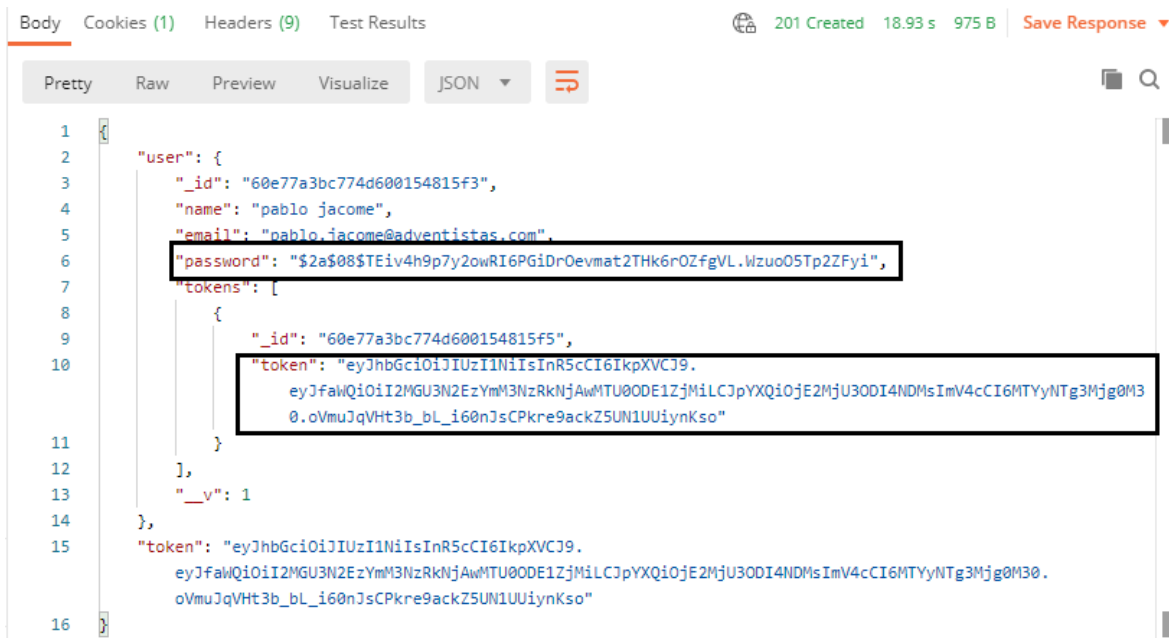 Body Cookies (1) Headers (9) Test Results 201 Created 18.93 s 975 B Save Response
Pretty Raw Preview Visualize JSON
1 {
2 "user": {
3 "_id": "60e77a3bc774d600154815f3",
4 "name": "pablo jacome",
5 "email": "pablo.jacome@adventistas.com",
6 "password": "$2a$08$TEiv4h9p7y2owRI6PGiDrOevmat2THk6rOZfgVL.WzuoO5Tp2ZFyi",
7 "tokens": [
8 {
9 "_id": "60e77a3bc774d600154815f5",
10 "token": "eyJhbGciOiJIUzI1NiIsInR5cCI6IkpXVCJ9.
eyJfaWQiOiI2MGU3N2EzYmM3NzRkNjAwMTU0ODE1ZjMiLCJpYXQiOjE2MjU3ODI4NDMsImV4cCI6MTYyNTg3Mjg0M3
0.oVmuJqVHt3b_bL_i60nJsCPkre9ackZ5UN1UUiynKso"
11 }
12 ],
13 "__v": 1
14 },
15 "token": "eyJhbGciOiJIUzI1NiIsInR5cCI6IkpXVCJ9.
eyJfaWQiOiI2MGU3N2EzYmM3NzRkNjAwMTU0ODE1ZjMiLCJpYXQiOjE2MjU3ODI4NDMsImV4cCI6MTYyNTg3Mjg0M30.
oVmuJqVHt3b_bL_i60nJsCPkre9ackZ5UN1UUiynKso"
16 }